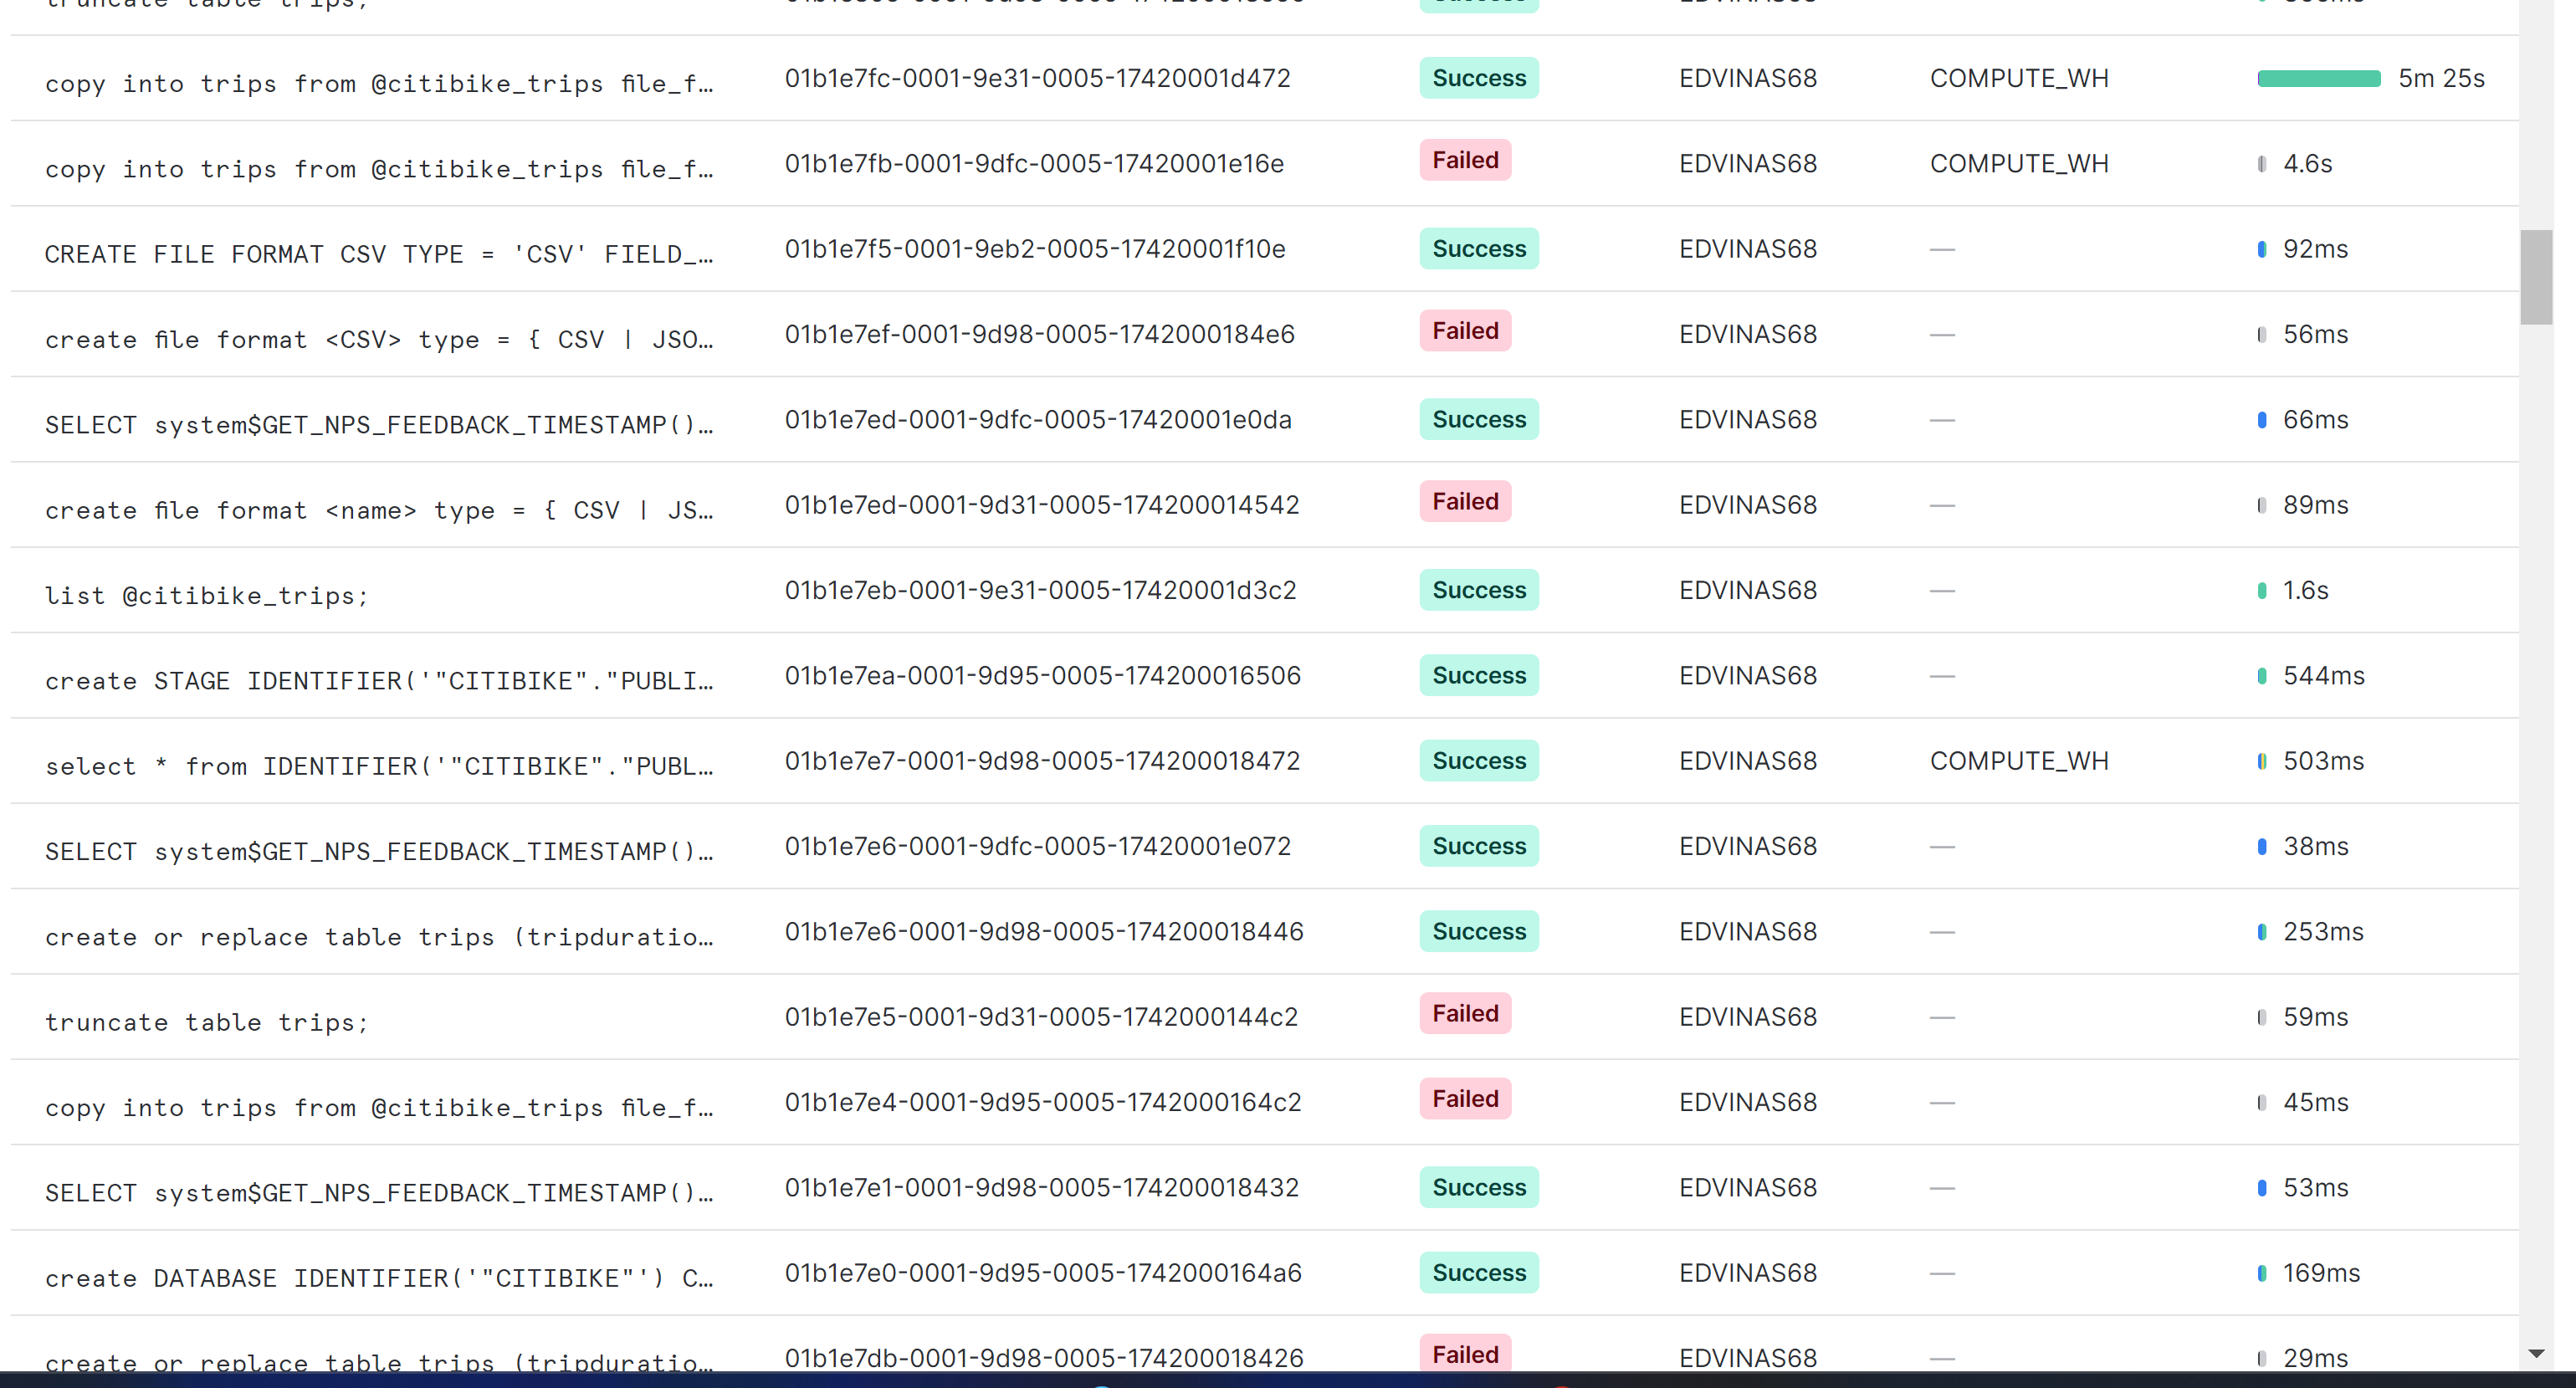 truncate table trips;
copy into trips from @citibike_trips file_f... 01b1e7fc-0001-9e31-0005-17420001d472 Success EDVINAS68 COMPUTE_WH 5m 25s
copy into trips from @citibike_trips file_f... 01b1e7fb-0001-9dfc-0005-17420001e16e Failed EDVINAS68 COMPUTE_WH 4.6s
CREATE FILE FORMAT CSV TYPE = 'CSV' FIELD_... 01b1e7f5-0001-9eb2-0005-17420001f10e Success EDVINAS68 — 92ms
create file format <CSV> type = { CSV | JSO... 01b1e7ef-0001-9d98-0005-1742000184e6 Failed EDVINAS68 — 56ms
SELECT system$GET_NPS_FEEDBACK_TIMESTAMP()... 01b1e7ed-0001-9dfc-0005-17420001e0da Success EDVINAS68 — 66ms
create file format <name> type = { CSV | JS... 01b1e7ed-0001-9d31-0005-174200014542 Failed EDVINAS68 — 89ms
list @citibike_trips; 01b1e7eb-0001-9e31-0005-17420001d3c2 Success EDVINAS68 — 1.6s
create STAGE IDENTIFIER('"CITIBIKE"."PUBLI... 01b1e7ea-0001-9d95-0005-174200016506 Success EDVINAS68 — 544ms
select * from IDENTIFIER('"CITIBIKE"."PUBL... 01b1e7e7-0001-9d98-0005-174200018472 Success EDVINAS68 COMPUTE_WH 503ms
SELECT system$GET_NPS_FEEDBACK_TIMESTAMP()... 01b1e7e6-0001-9dfc-0005-17420001e072 Success EDVINAS68 — 38ms
create or replace table trips (tripduratio... 01b1e7e6-0001-9d98-0005-174200018446 Success EDVINAS68 — 253ms
truncate table trips; 01b1e7e5-0001-9d31-0005-1742000144c2 Failed EDVINAS68 — 59ms
copy into trips from @citibike_trips file_f... 01b1e7e4-0001-9d95-0005-1742000164c2 Failed EDVINAS68 — 45ms
SELECT system$GET_NPS_FEEDBACK_TIMESTAMP()... 01b1e7e1-0001-9d98-0005-174200018432 Success EDVINAS68 — 53ms
create DATABASE IDENTIFIER('"CITIBIKE"') C... 01b1e7e0-0001-9d95-0005-1742000164a6 Success EDVINAS68 — 169ms
create or replace table trips (tripduratio... 01b1e7db-0001-9d98-0005-174200018426 Failed EDVINAS68 — 29ms